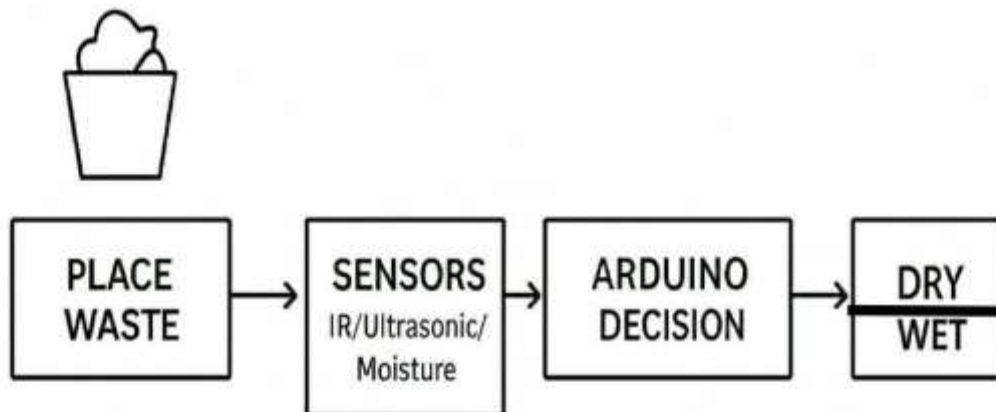 PLACE
WASTE
SENSORS
IR/Ultrasonic/
Moisture
ARDUINO
DECISION
DRY
WET